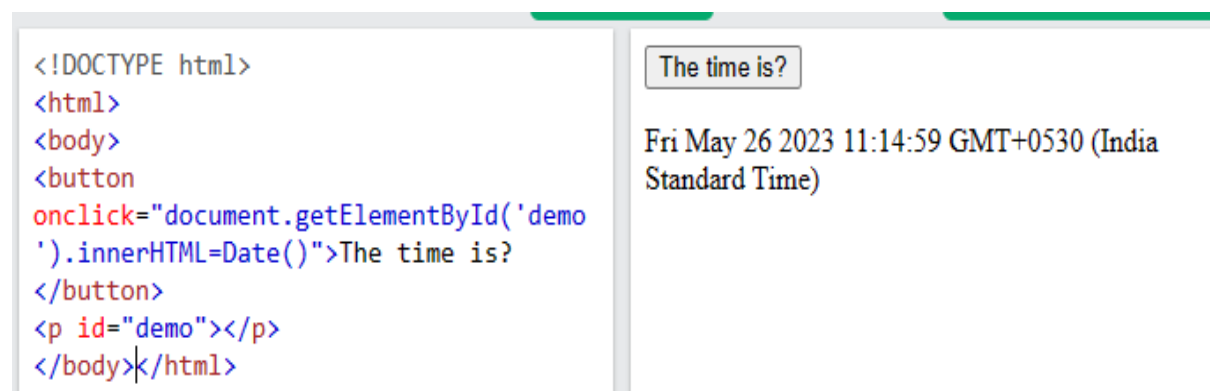 <!DOCTYPE html>
<html>
<body>
<button
onclick="document.getElementById('demo
').innerHTML=Date()">The time is?
</button>
<p id="demo"></p>
</body></html>
The time is?
Fri May 26 2023 11:14:59 GMT+0530 (India
Standard Time)